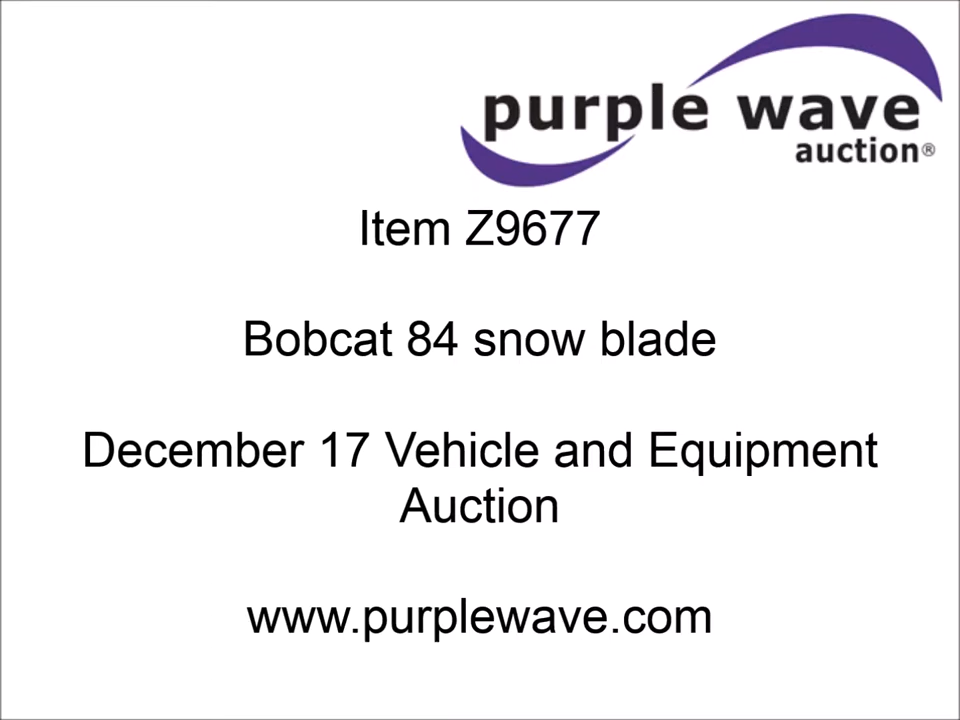 purple wave
auction®
Item Z9677
Bobcat 84 snow blade
December 17 Vehicle and Equipment
Auction
www.purplewave.com